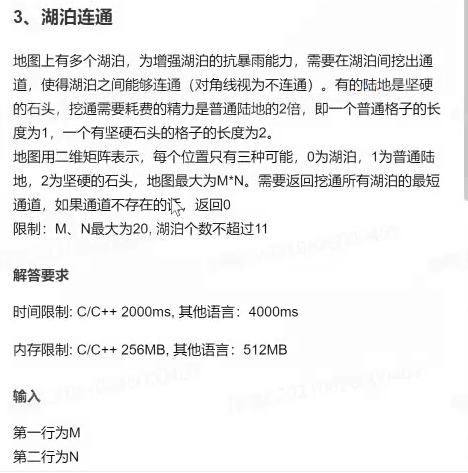 3、湖泊连通
地图上有多个湖泊，为增强湖泊的抗暴雨能力，需要在湖泊间挖出通
道，使得湖泊之间能够连通（对角线视为不连通）。有的陆地是坚硬
的石头，挖通需要耗费的精力是普通陆地的2倍，即一个普通格子的长
度为1，一个有坚硬石头的格子的长度为2。
地图用二维矩阵表示，每个位置只有三种可能，0为湖泊，1为普通陆
地，2为坚硬的石头，地图最大为M*N。需要返回挖通所有湖泊的最短
通道，如果通道不存在的，返回0
限制：M、N最大为20, 湖泊个数不超过11
解答要求
时间限制: C/C++ 2000ms, 其他语言：4000ms
内存限制: C/C++ 256MB, 其他语言：512MB
输入
第一行为M
第二行为N